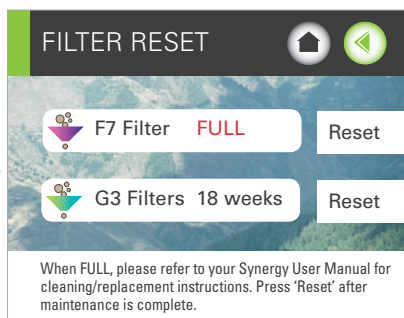 FILTER RESET
F7 Filter FULL Reset
G3 Filters 18 weeks Reset
When FULL, please refer to your Synergy User Manual for
cleaning/replacement instructions. Press ‘Reset’ after
maintenance is complete.